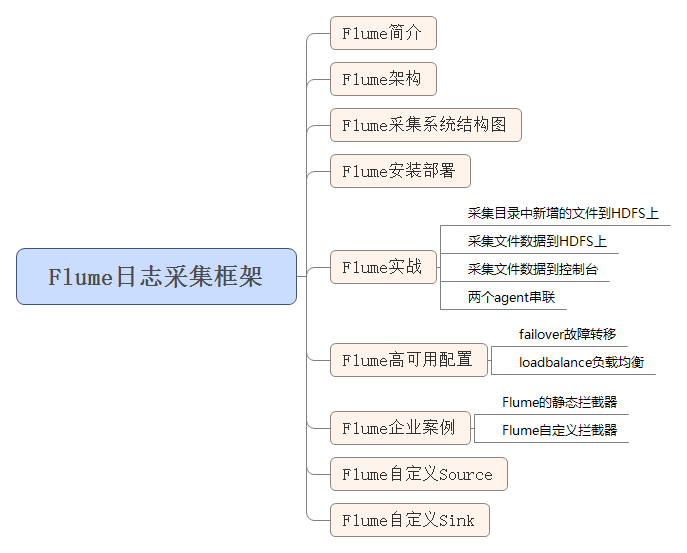 Flume日志采集框架
Flume简介
Flume架构
Flume采集系统结构图
Flume安装部署
Flume实战
采集目录中新增的文件到HDFS上
采集文件数据到HDFS上
采集文件数据到控制台
两个agent串联
Flume高可用配置
failover故障转移
loadbalance负载均衡
Flume企业案例
Flume的静态拦截器
Flume自定义拦截器
Flume自定义Source
Flume自定义Sink